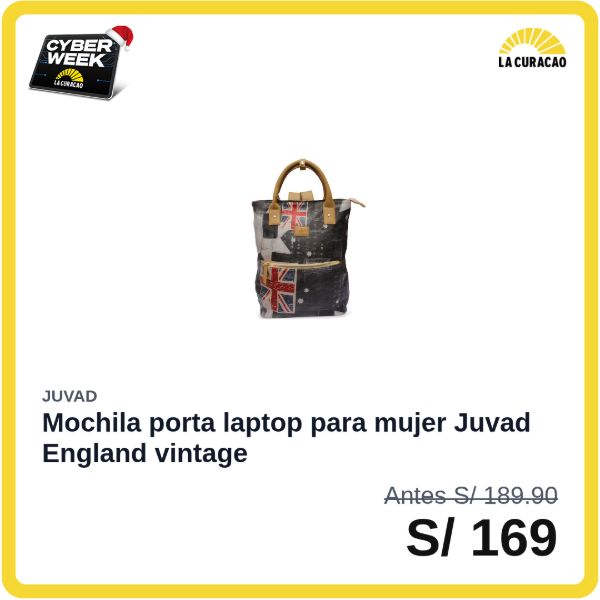 CYBER
WEEK
LA CURACAO
LA CURACAO
JUVAD
Mochila porta laptop para mujer Juvad
England vintage
Antes S/ 189.90
S/ 169